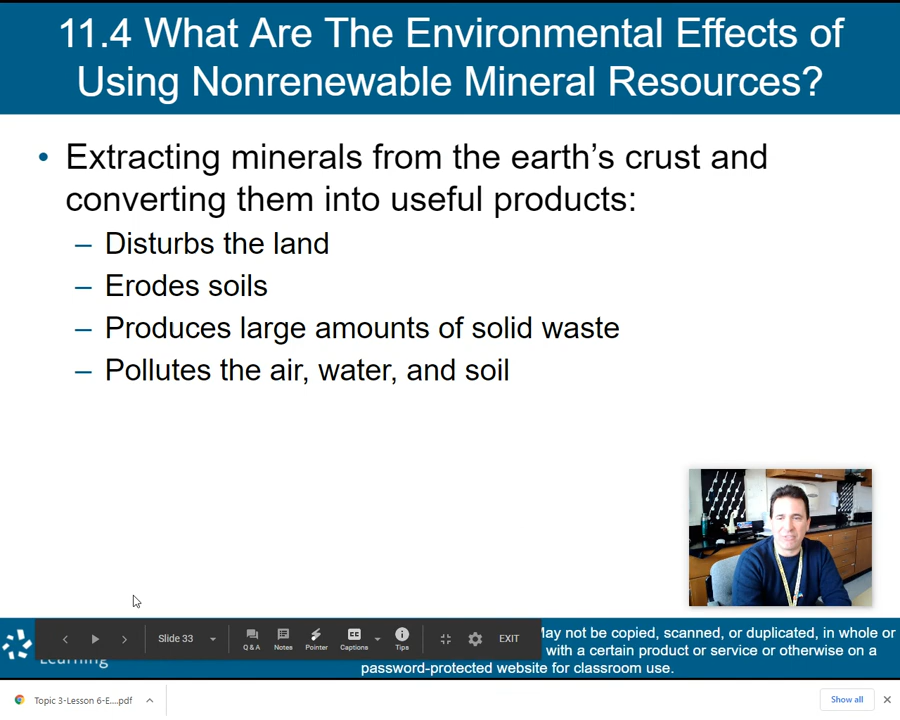 11.4 What Are The Environmental Effects of
Using Nonrenewable Mineral Resources?
• Extracting minerals from the earth’s crust and
converting them into useful products:
– Disturbs the land
– Erodes soils
– Produces large amounts of solid waste
– Pollutes the air, water, and soil
May not be copied, scanned, or duplicated, in whole or
with a certain product or service or otherwise on a
password-protected website for classroom use.
Learning
Slide 33
Q & A
Notes
Pointer
Captions
Tips
EXIT
Topic 3-Lesson 6-E....pdf
Show all